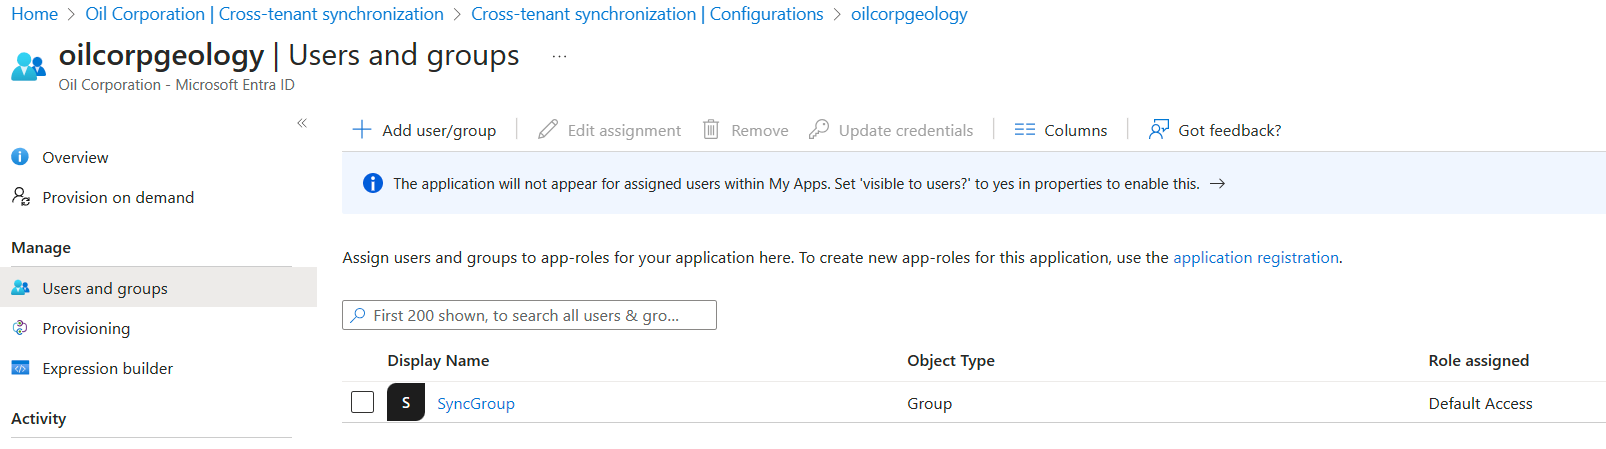 Home > Oil Corporation | Cross-tenant synchronization > Cross-tenant synchronization | Configurations > oilcorpgeology
oilcorpgeology | Users and groups ...
Oil Corporation - Microsoft Entra ID
«
Overview
Provision on demand
Manage
Users and groups
Provisioning
Expression builder
Activity
Add user/group
Edit assignment
Remove
Update credentials
Columns
Got feedback?
The application will not appear for assigned users within My Apps. Set 'visible to users?' to yes in properties to enable this. →
Assign users and groups to app-roles for your application here. To create new app-roles for this application, use the application registration.
First 200 shown, to search all users & gro...
Display Name Object Type Role assigned
S SyncGroup Group Default Access